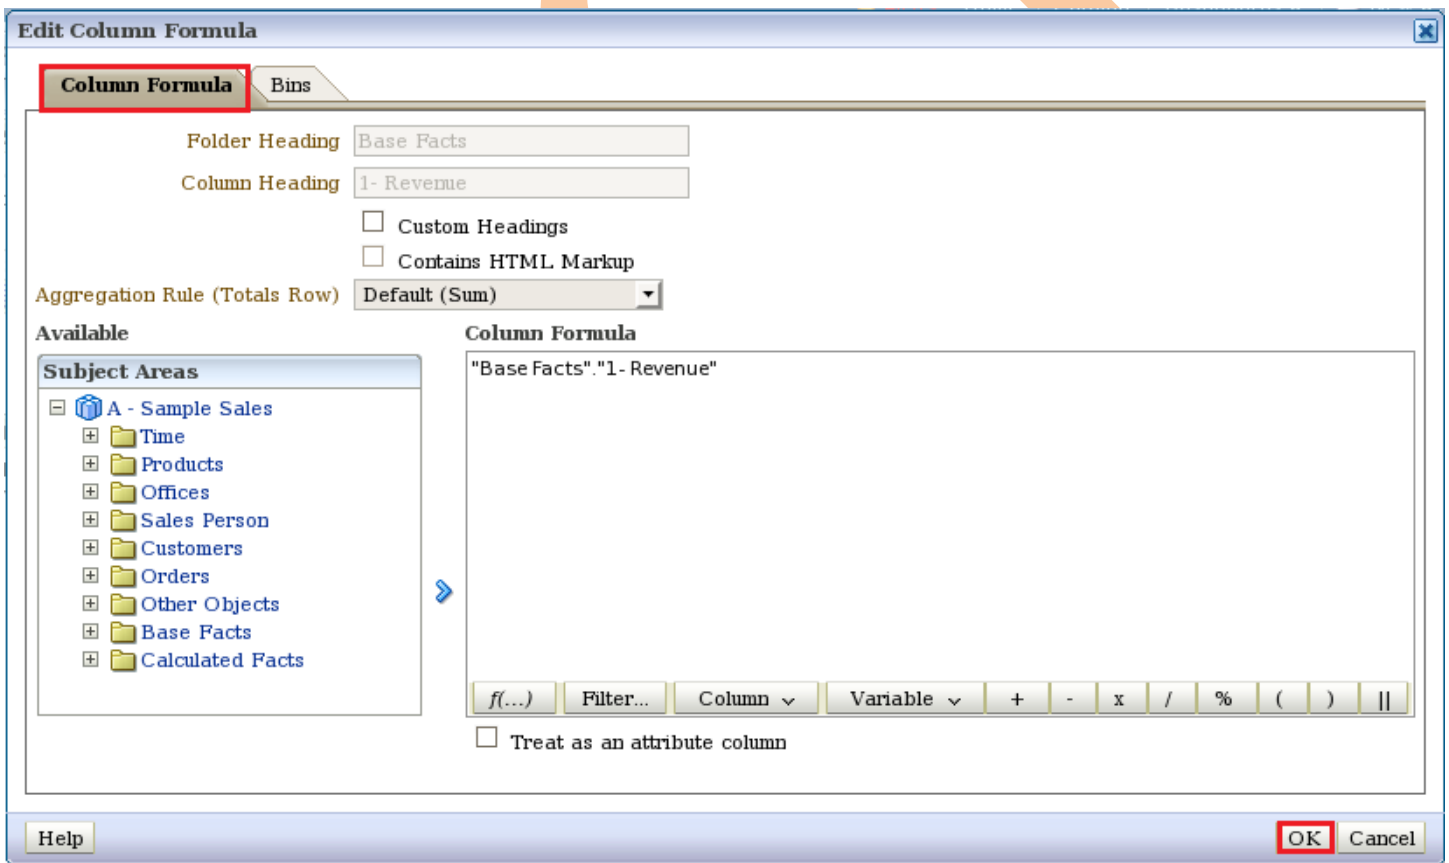 Edit Column Formula
Column Formula Bins
Folder Heading Base Facts
Column Heading 1- Revenue
Custom Headings
Contains HTML Markup
Aggregation Rule (Totals Row) Default (Sum)
Available Column Formula
Subject Areas
"Base Facts"."1- Revenue"
A - Sample Sales
Time
Products
Offices
Sales Person
Customers
Orders
Other Objects
Base Facts
Calculated Facts
f(...) Filter... Column Variable + - x / % ( ) ||
Treat as an attribute column
Help OK Cancel